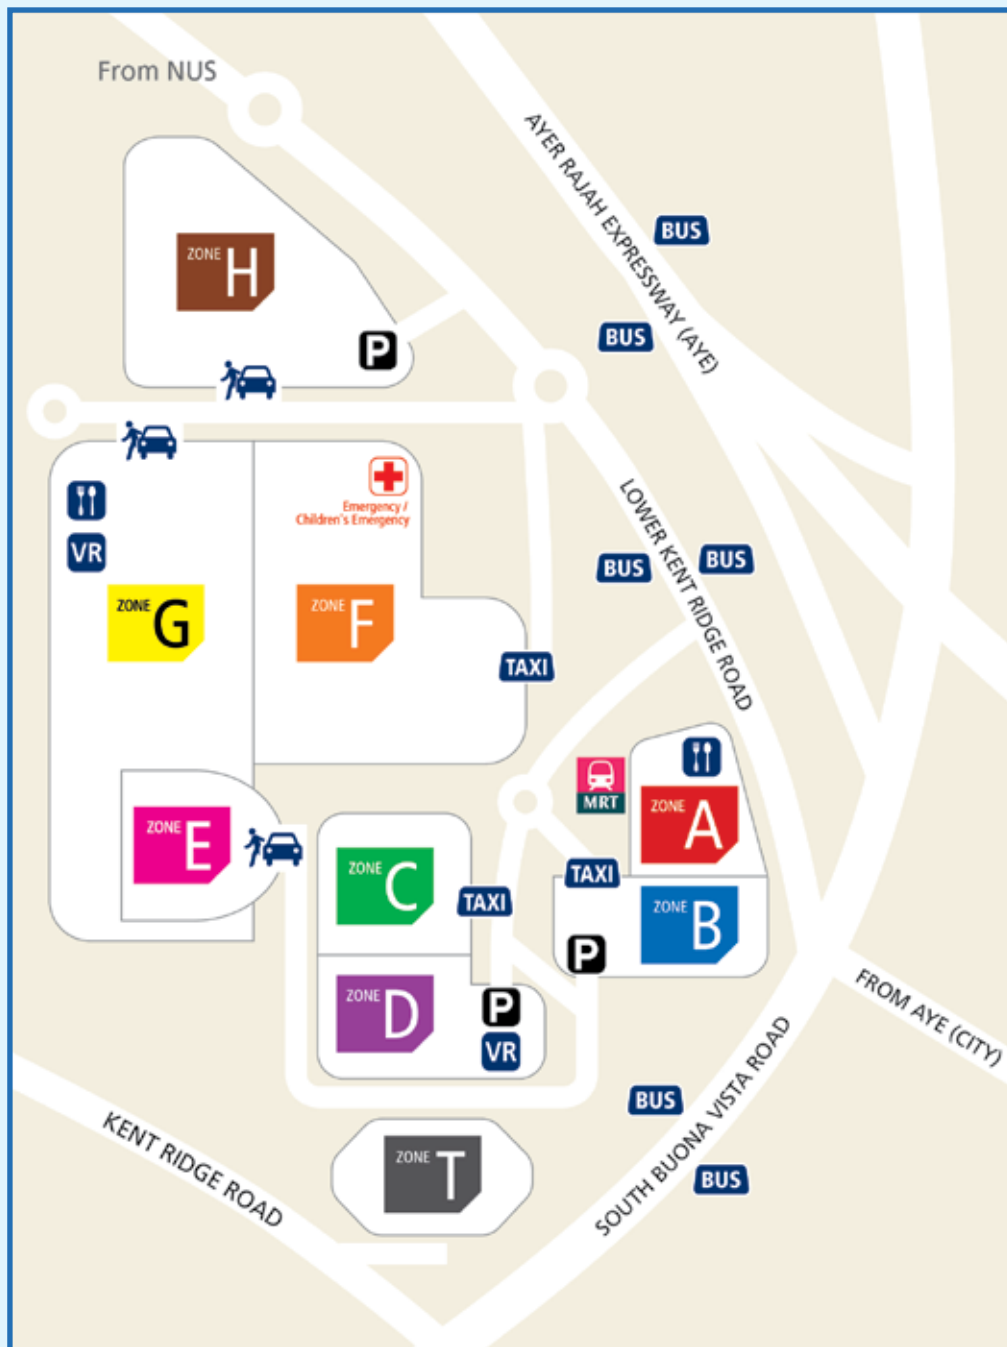 From NUS
AYER RAJAH EXPRESSWAY (AYE)
BUS
ZONE H
BUS
P
Emergency /
Children's Emergency
LOWER KENT RIDGE ROAD
VR
BUS
BUS
ZONE G
ZONE F
TAXI
MRT
ZONE A
ZONE E
ZONE C
TAXI
TAXI
ZONE B
P
ZONE D
P
VR
FROM AYE (CITY)
BUS
SOUTH BUONA VISTA ROAD
KENT RIDGE ROAD
ZONE T
BUS